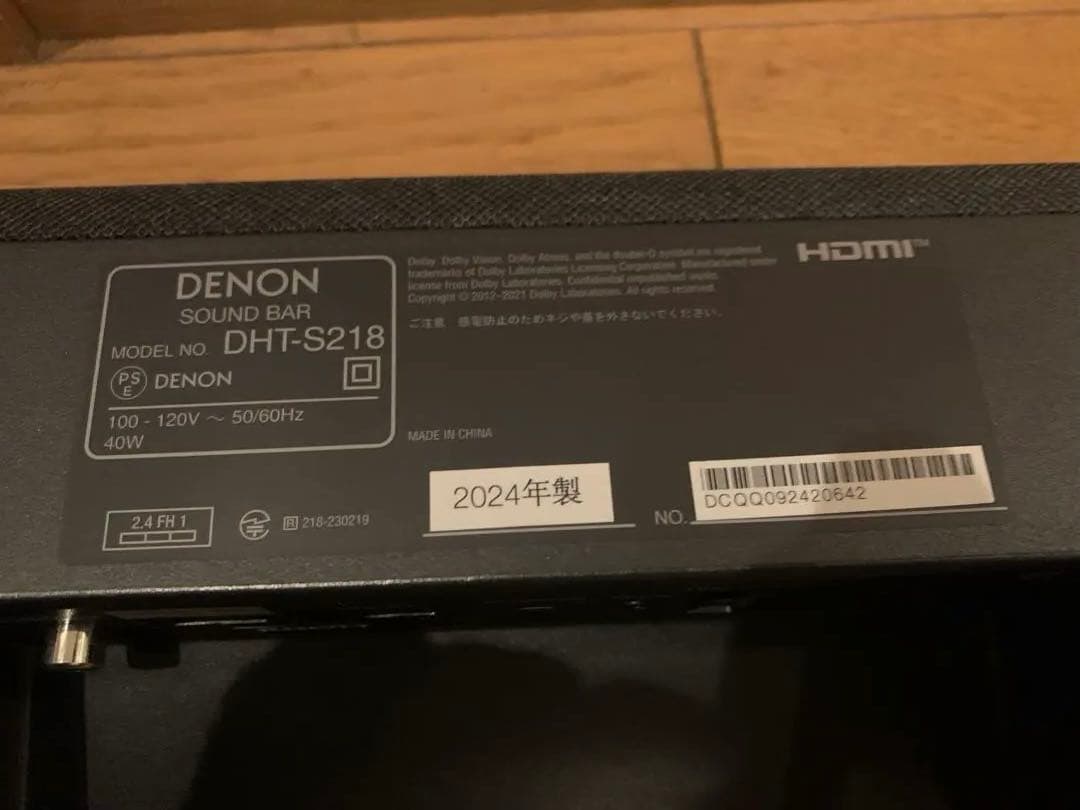 DENON
SOUND BAR
MODEL NO. DHT-S218
PS
E
DENON
100 - 120V ~ 50/60Hz
40W
Dolby, Dolby Vision, Dolby Atmos, and the double-D symbol are registered
trademarks of Dolby Laboratories Licensing Corporation. Manufactured under
license from Dolby Laboratories. Confidential unpublished works.
Copyright © 2012-2021 Dolby Laboratories. All rights reserved.
ご注意 感電防止のためネジや蓋を外さないでください。
HDMI™
MADE IN CHINA
2.4 FH 1
R 218-230219
2024年製
NO. DCQQ092420642